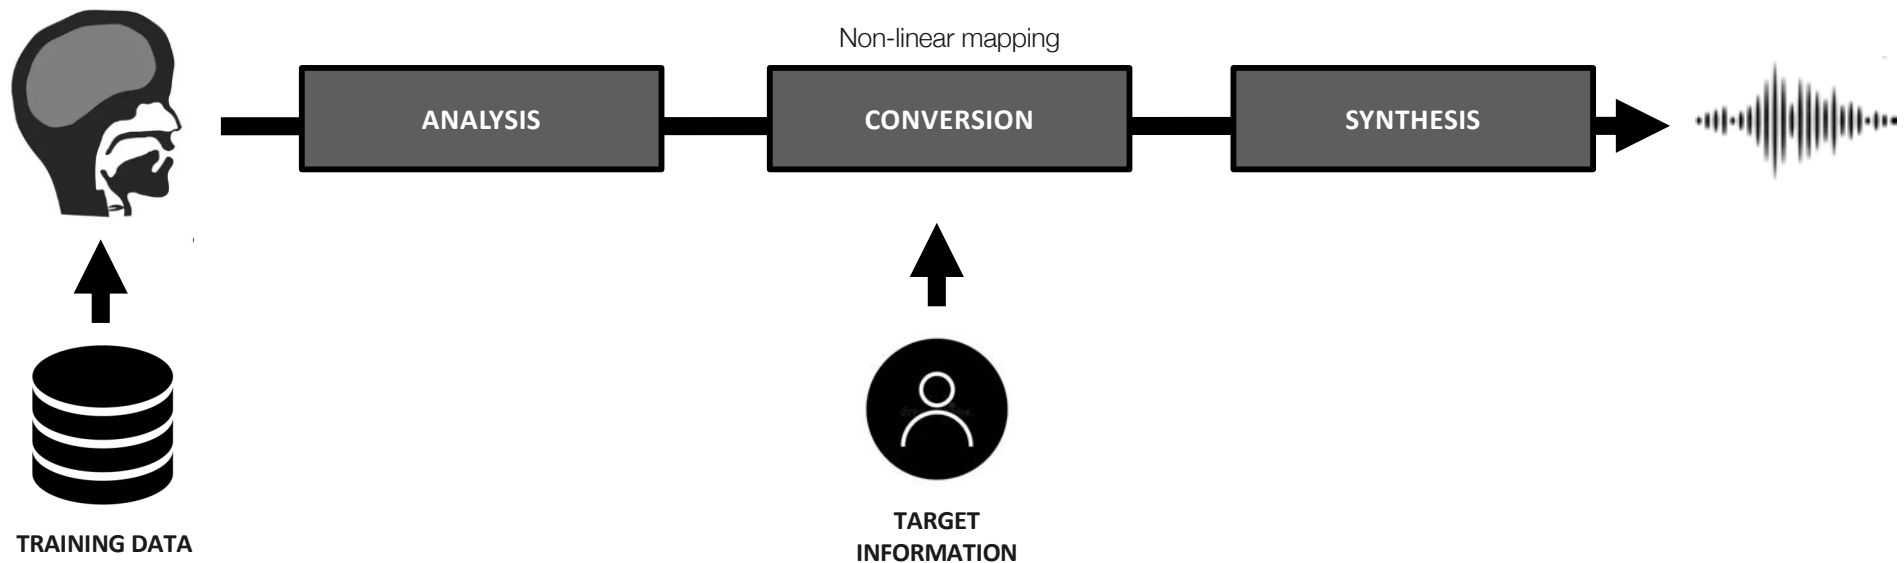 Non-linear mapping
ANALYSIS
CONVERSION
SYNTHESIS
TRAINING DATA
TARGET
INFORMATION